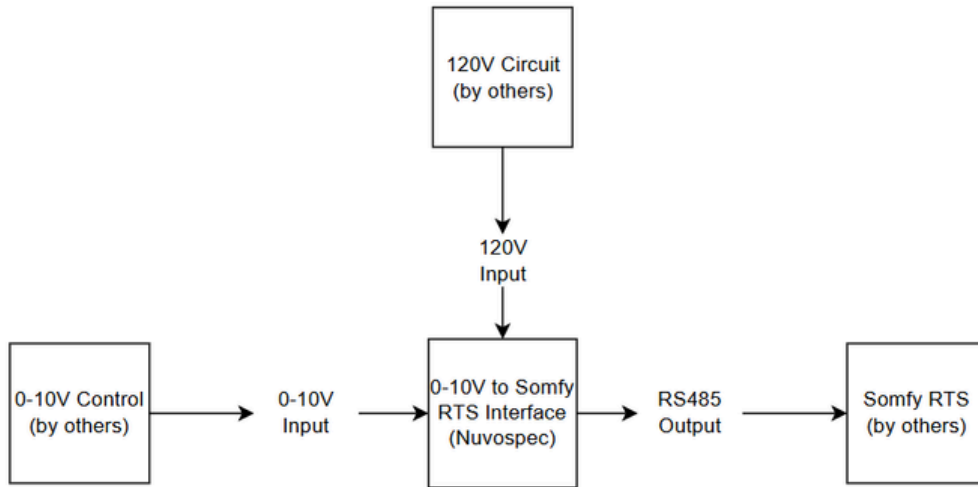 120V Circuit
(by others)
120V
Input
0-10V Control
(by others)
0-10V
Input
0-10V to Somfy
RTS Interface
(Nuvospec)
RS485
Output
Somfy RTS
(by others)